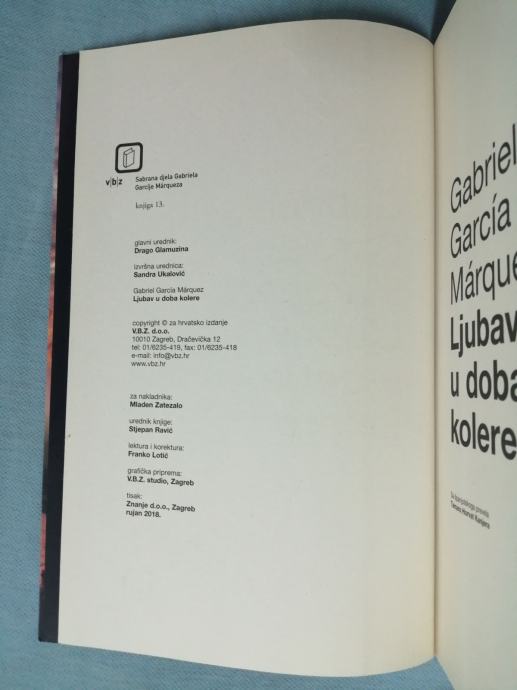 v|b|z
Sabrana djela Gabriela
Garcije Márqueza
knjiga 13.
glavni urednik:
Drago Glamuzina
izvršna urednica:
Sandra Ukalović
Gabriel García Márquez
Ljubav u doba kolere
copyright © za hrvatsko izdanje
V.B.Z. d.o.o.
10010 Zagreb, Dračevička 12
tel: 01/6235-419, fax: 01/6235-418
e-mail: info@vbz.hr
www.vbz.hr
za nakladnika:
Mladen Zatezalo
urednik knjige:
Stjepan Ravić
lektura i korektura:
Franko Lotić
grafička priprema:
V.B.Z. studio, Zagreb
tisak:
Znanje d.o.o., Zagreb
rujan 2018.
Gabriel
García
Márque
Ljubav
u doba
kolere
Sa španjolskoga prevela